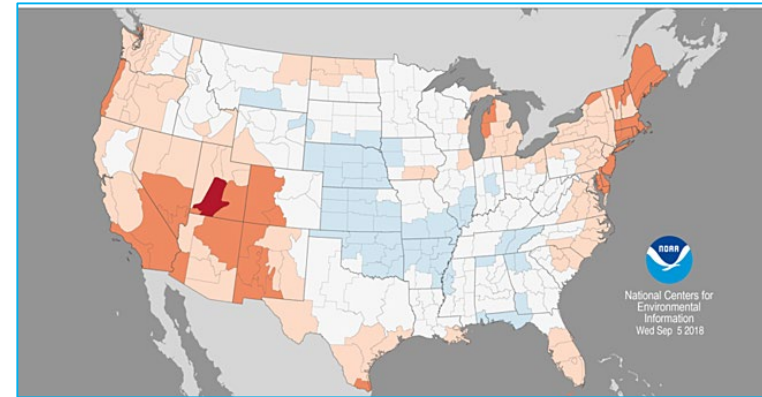 NOAA
National Centers for
Environmental
Information
Wed Sep 5 2018